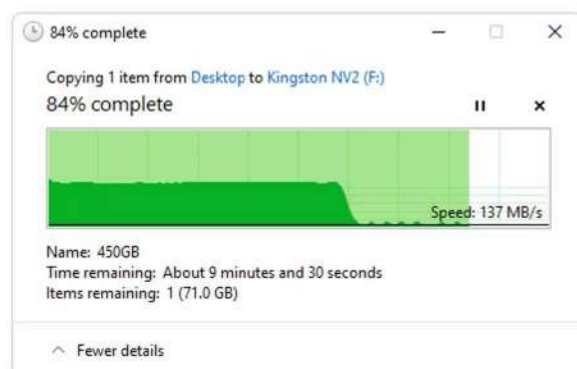 84% complete
Copying 1 item from Desktop to Kingston NV2 (F:)
84% complete
Speed: 137 MB/s
Name: 450GB
Time remaining: About 9 minutes and 30 seconds
Items remaining: 1 (71.0 GB)
Fewer details